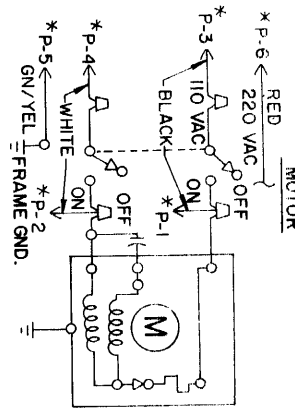 MOTOR
*P-6
RED
220 VAC
*P-3
110 VAC
OFF
ON
BLACK
*P-1
*P-4
WHITE
OFF
ON
*P-2
*P-5
GN/YEL
FRAME GND.
M